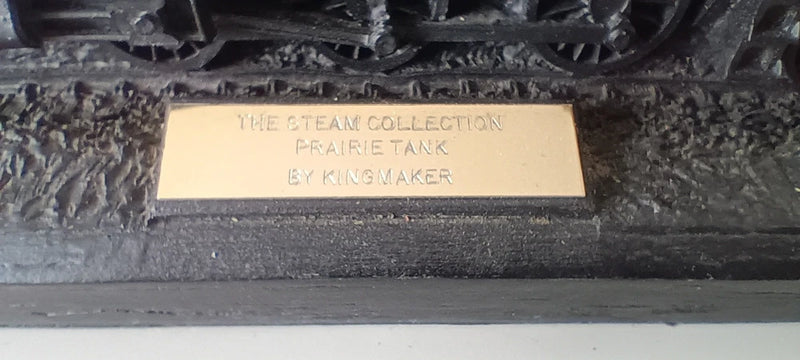 THE STEAM COLLECTION
PRAIRIE TANK
BY KINGMAKER